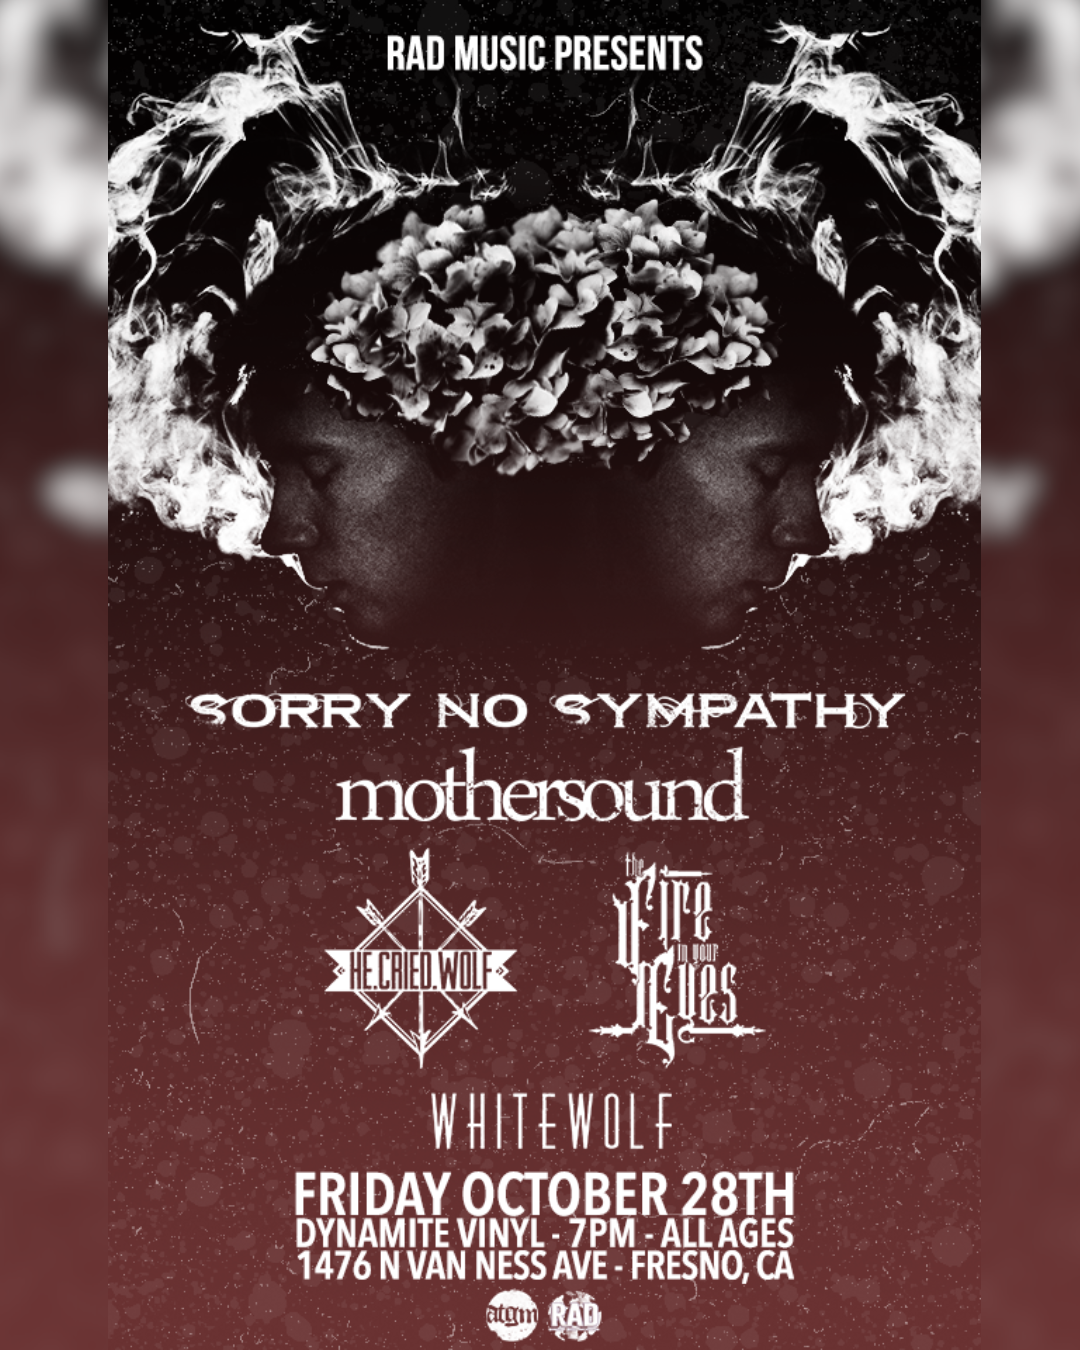 RAD MUSIC PRESENTS
SORRY NO SYMPATHY
mothersound
HE.CRIED.WOLF
the
Fire
in your
Eyes
WHITEWOLF
FRIDAY OCTOBER 28TH
DYNAMITE VINYL - 7PM - ALL AGES
1476 N VAN NESS AVE - FRESNO, CA
atgm
RAD